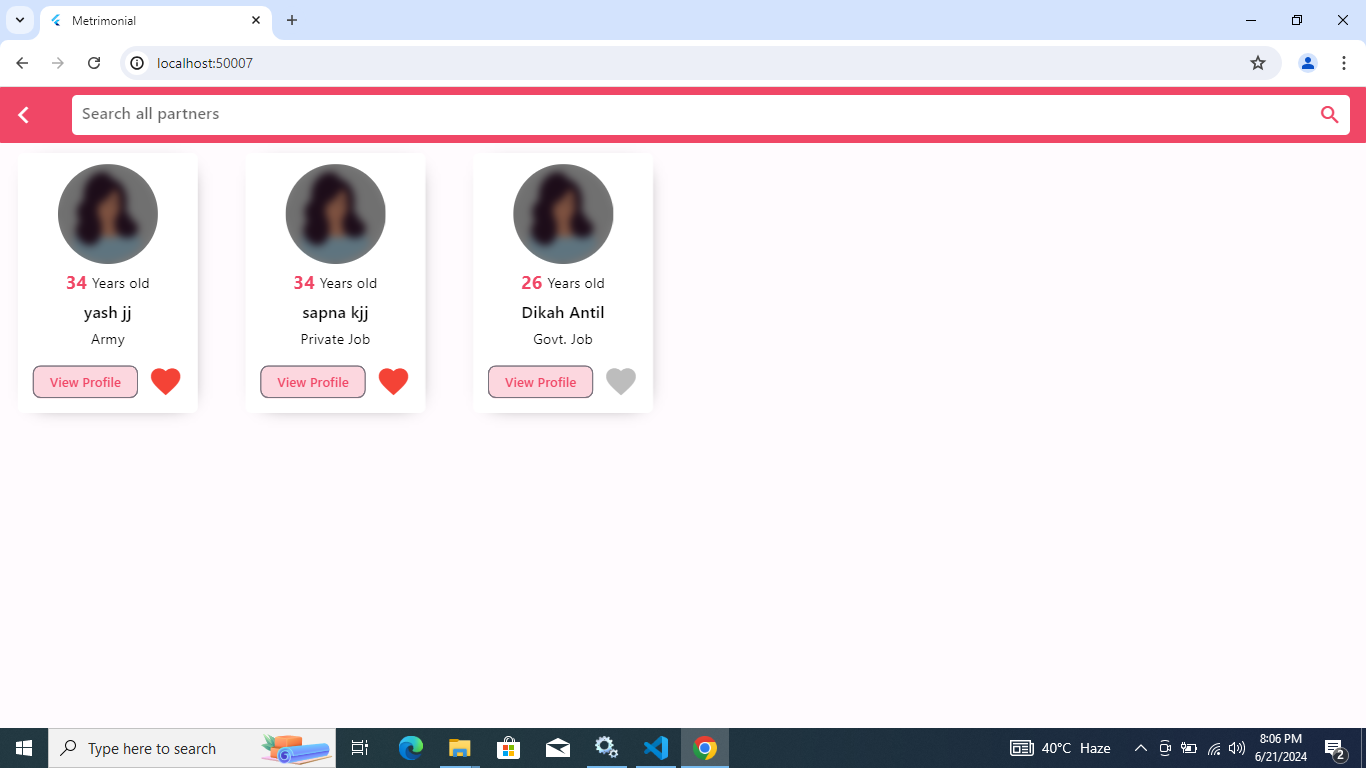 Metrimonial
localhost:50007
Search all partners
34 Years old
yash jj
Army
View Profile
34 Years old
sapna kjj
Private Job
View Profile
26 Years old
Dikah Antil
Govt. Job
View Profile
Type here to search
40°C Haze
8:06 PM
6/21/2024
2